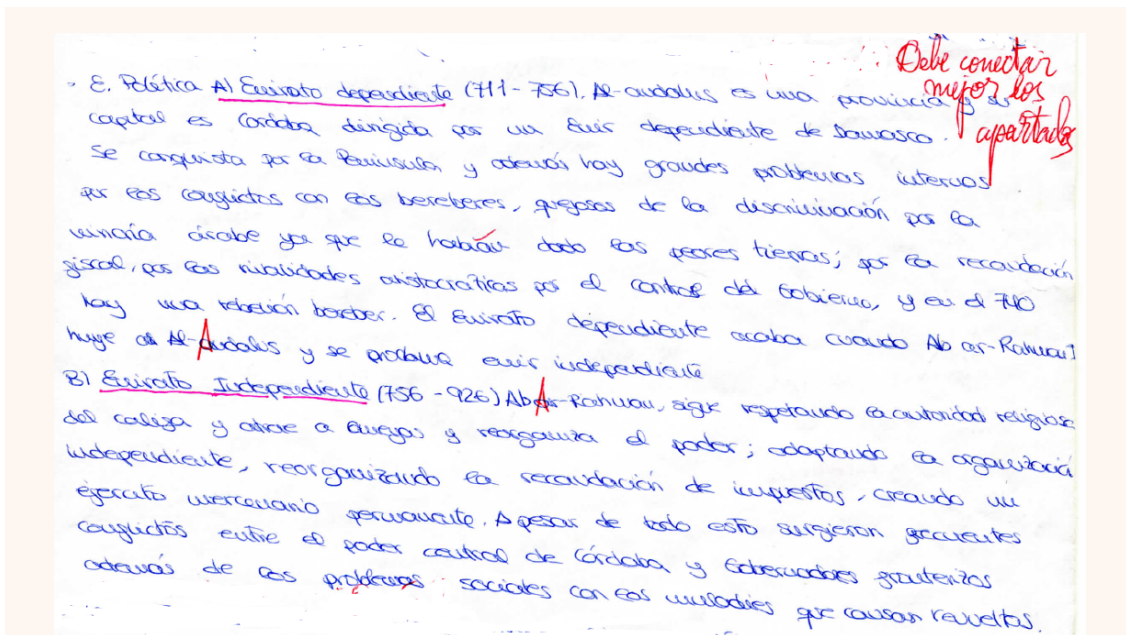 Debe conectar
mejor los
apartados
- E. Política A) Emirato dependiente (711-756). Al-andalus es una provincia y su
capital es Córdoba dirigida por un Emir dependiente de Damasco.
Se conquista por la Península, y además hay grandes problemas internos
por los conflictos con los bereberes, quejosos de la discriminación por la
minoría árabe ya que le habían dado las peores tierras; por la recaudación
fiscal, por las rivalidades aristocráticas por el control del Gobierno, y en el 740
hay una rebelión bereber. El Emirato dependiente acaba cuando Ab er-Rahman I
huye a Al-Andalus y se proclama emir independiente
B) Emirato Independiente (756-926) Ab -Rahman, sigue respetando la autoridad religiosa
del califa y atrae a Omeyas y reorganiza el poder; adaptando la organización
independiente, reorganizando la recaudación de impuestos, creando un
ejercito mercenario permanente. A pesar de todo esto surgieron frecuentes
conflictos entre el poder central de Córdoba y Gobernadores fronterizos
además de los problemas sociales con los muladíes que causan revueltas.